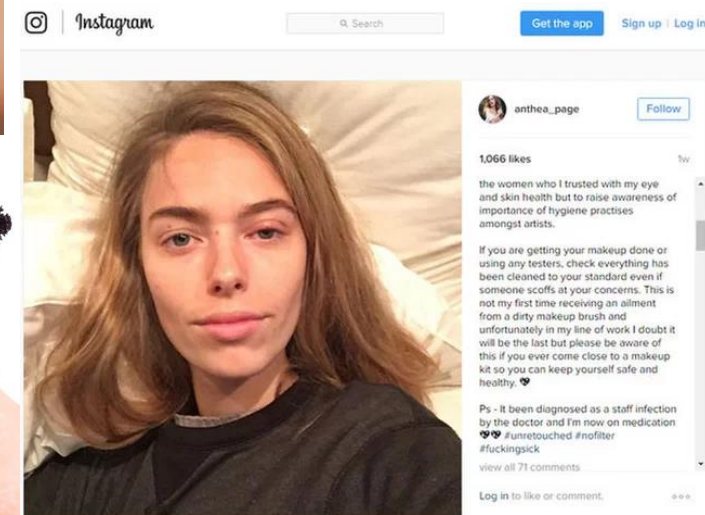 Instagram
Search
Get the app
Sign up | Log in
anthea_page
Follow
1,066 likes
1w
the women who I trusted with my eye
and skin health but to raise awareness of
importance of hygiene practises
amongst artists.
If you are getting your makeup done or
using any testers, check everything has
been cleaned to your standard even if
someone scoffs at your concerns. This is
not my first time receiving an ailment
from a dirty makeup brush and
unfortunately in my line of work I doubt it
will be the last but please be aware of
this if you ever come close to a makeup
kit so you can keep yourself safe and
healthy. 💖
Ps - It been diagnosed as a staff infection
by the doctor and I'm now on medication
💖💖 #unretouched #nofilter
#fuckingsick
view all 71 comments
Log in to like or comment.